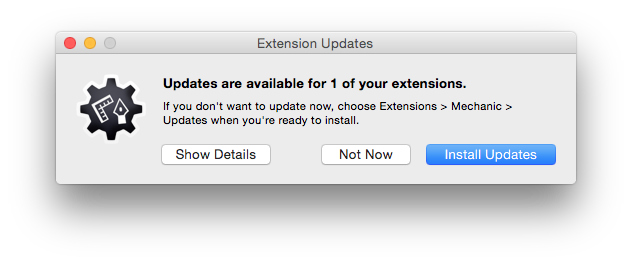 Extension Updates
Updates are available for 1 of your extensions.
If you don't want to update now, choose Extensions > Mechanic >
Updates when you're ready to install.
Show Details
Not Now
Install Updates